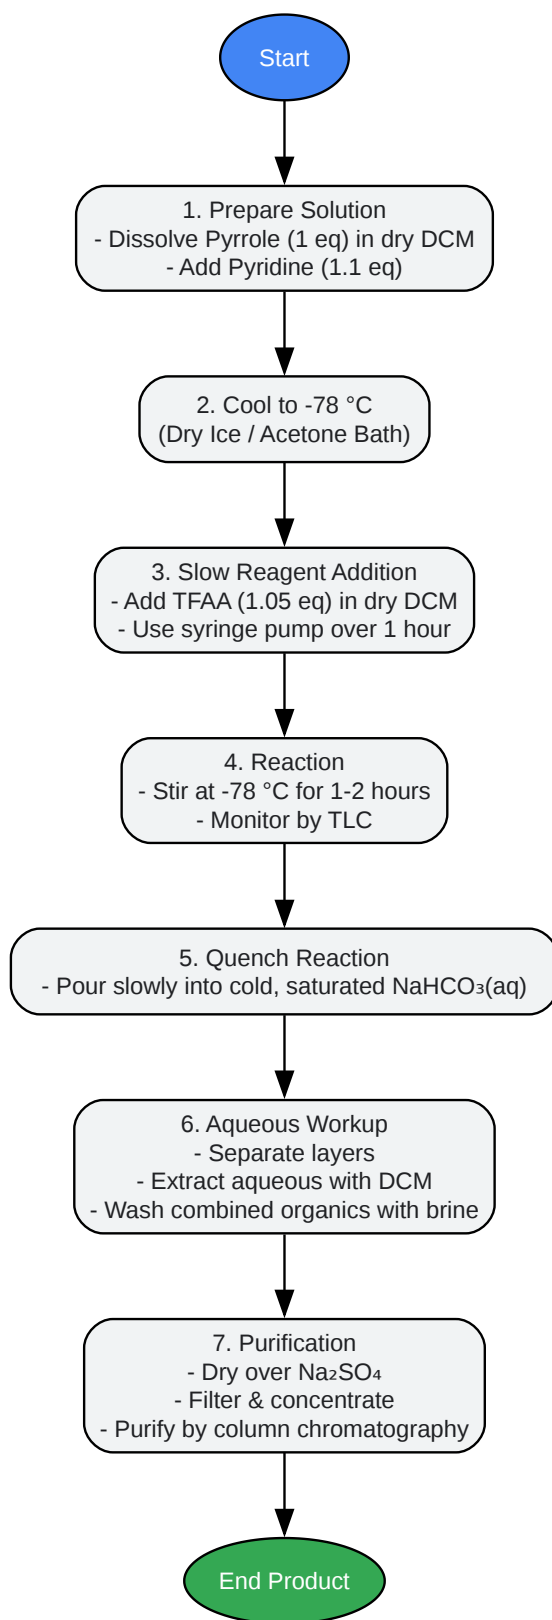 Start
1. Prepare Solution
- Dissolve Pyrrole (1 eq) in dry DCM
- Add Pyridine (1.1 eq)
2. Cool to -78 °C
(Dry Ice / Acetone Bath)
3. Slow Reagent Addition
- Add TFAA (1.05 eq) in dry DCM
- Use syringe pump over 1 hour
4. Reaction
- Stir at -78 °C for 1-2 hours
- Monitor by TLC
5. Quench Reaction
- Pour slowly into cold, saturated NaHCO₃(aq)
6. Aqueous Workup
- Separate layers
- Extract aqueous with DCM
- Wash combined organics with brine
7. Purification
- Dry over Na₂SO₄
- Filter & concentrate
- Purify by column chromatography
End Product